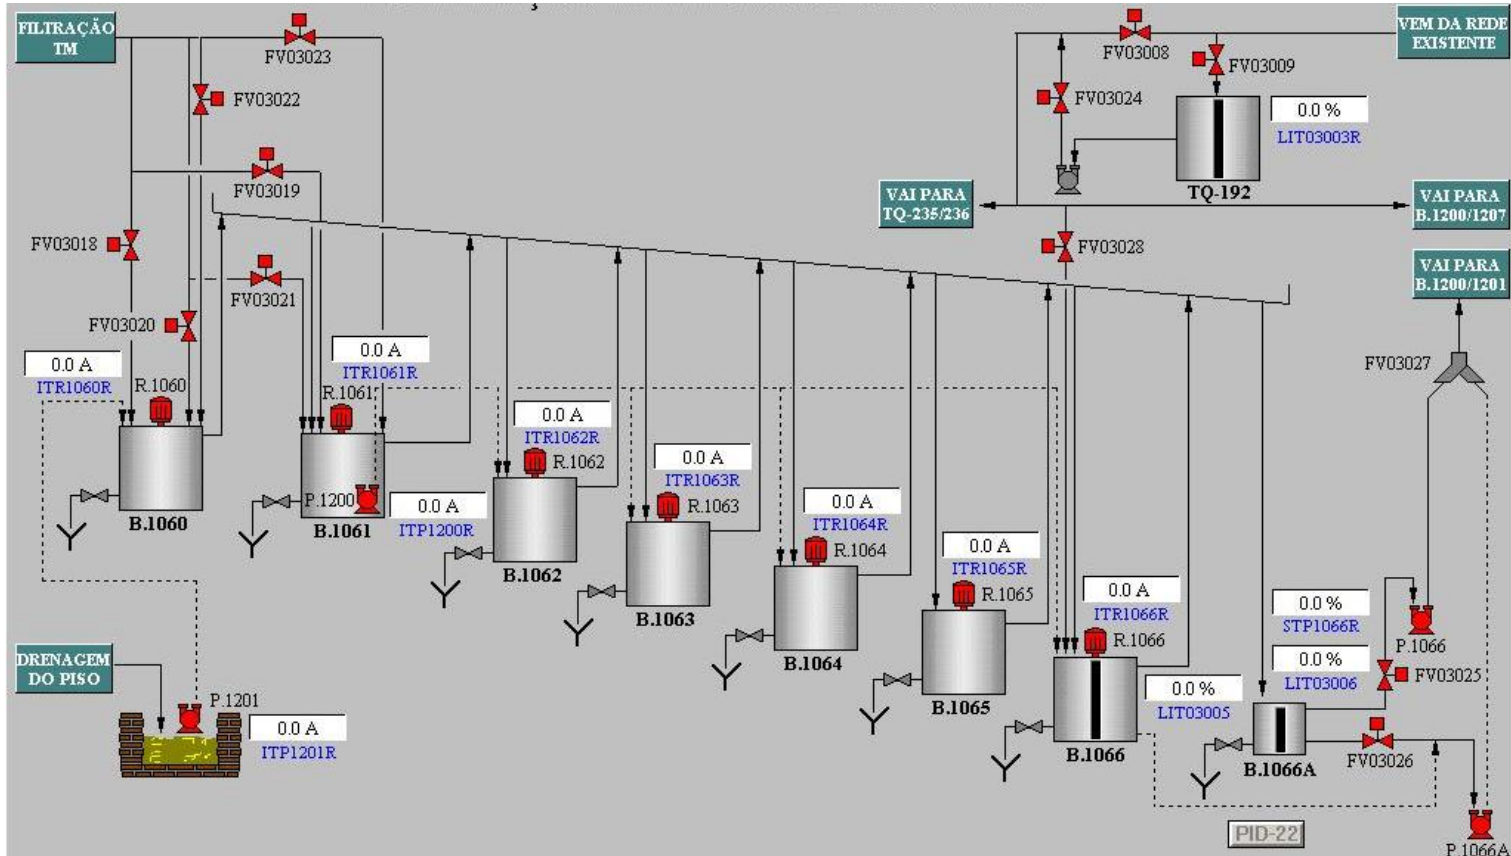 FILTRAÇÃO
TM
FV03023
FV03008
VEM DA REDE
EXISTENTE
FV03022
FV03024
FV03009
0.0 %
LIT03003R
FV03019
TQ-192
VAI PARA
TQ-235/236
VAI PARA
B.1200/1207
FV03018
FV03028
FV03021
VAI PARA
B.1200/1201
FV03020
0.0 A
ITR1060R
R.1060
0.0 A
ITR1061R
R.1061
FV03027
0.0 A
ITR1062R
R.1062
0.0 A
ITR1063R
R.1063
0.0 A
ITR1064R
R.1064
0.0 A
ITR1065R
R.1065
0.0 A
ITR1066R
R.1066
P.1200
0.0 A
ITP1200R
B.1060
B.1061
B.1062
B.1063
B.1064
B.1065
B.1066
0.0 %
LIT03005
0.0 %
STP1066R
0.0 %
LIT03006
P.1066
FV03025
B.1066A
FV03026
DRENAGEM
DO PISO
P.1201
0.0 A
ITP1201R
PID-22
P.1066A